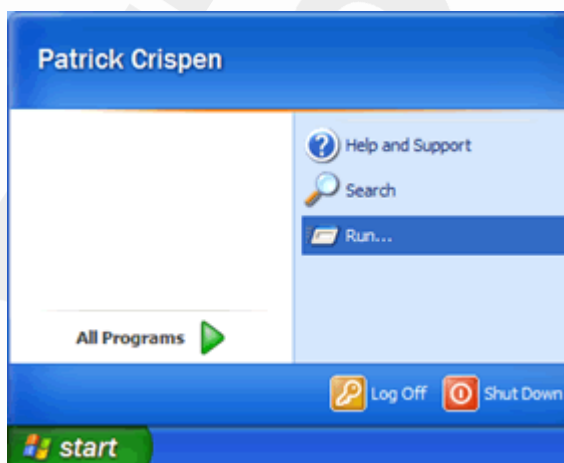 Patrick Crispen
Help and Support
Search
Run...
All Programs
Log Off
Shut Down
start